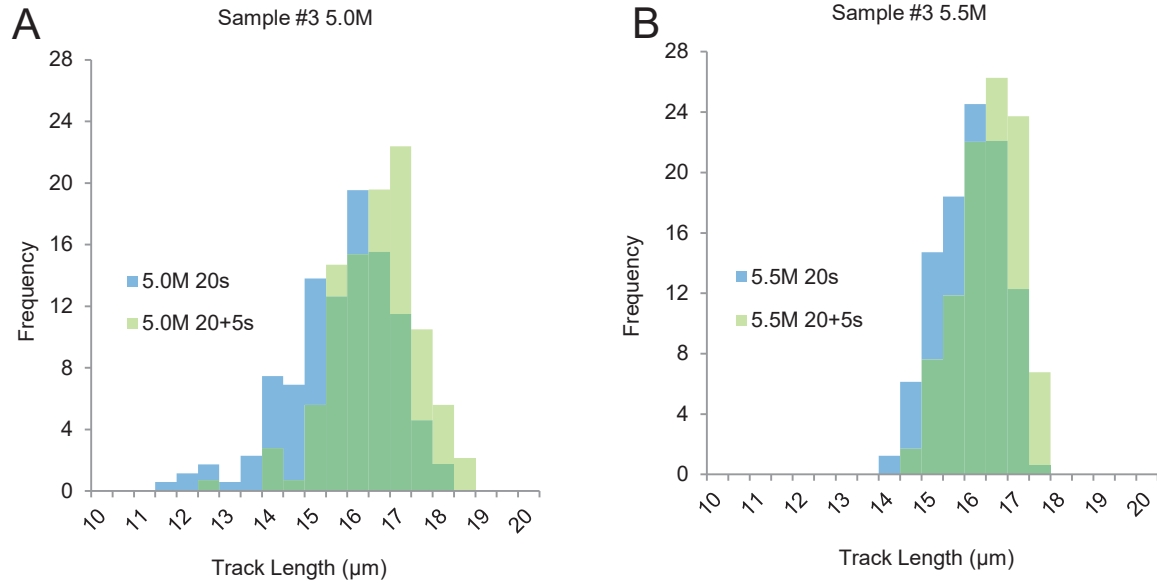 A
Sample #3 5.0M
28
24
20
16
12
8
4
0
Frequency
5.0M 20s
5.0M 20+5s
10 11 12 13 14 15 16 17 18 19 20
Track Length (µm)
B
Sample #3 5.5M
28
24
20
16
12
8
4
0
Frequency
5.5M 20s
5.5M 20+5s
10 11 12 13 14 15 16 17 18 19 20
Track Length (µm)